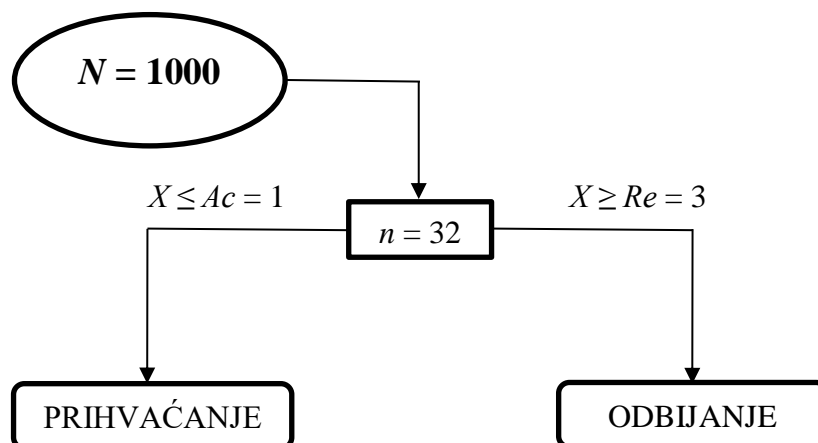 N = 1000
X ≤ Ac = 1
X ≥ Re = 3
n = 32
PRIHVAĆANJE
ODBIJANJE